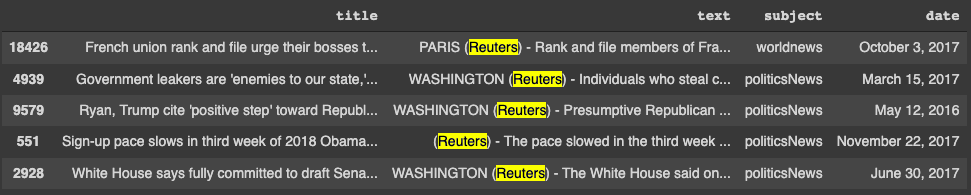 title text subject date
18426 French union rank and file urge their bosses t... PARIS (Reuters) - Rank and file members of Fra... worldnews October 3, 2017
4939 Government leakers are 'enemies to our state,'... WASHINGTON (Reuters) - Individuals who steal c... politicsNews March 15, 2017
9579 Ryan, Trump cite 'positive step' toward Republ... WASHINGTON (Reuters) - Presumptive Republican ... politicsNews May 12, 2016
551 Sign-up pace slows in third week of 2018 Obama... (Reuters) - The pace slowed in the third week ... politicsNews November 22, 2017
2928 White House says fully committed to draft Sena... WASHINGTON (Reuters) - The White House said on... politicsNews June 30, 2017